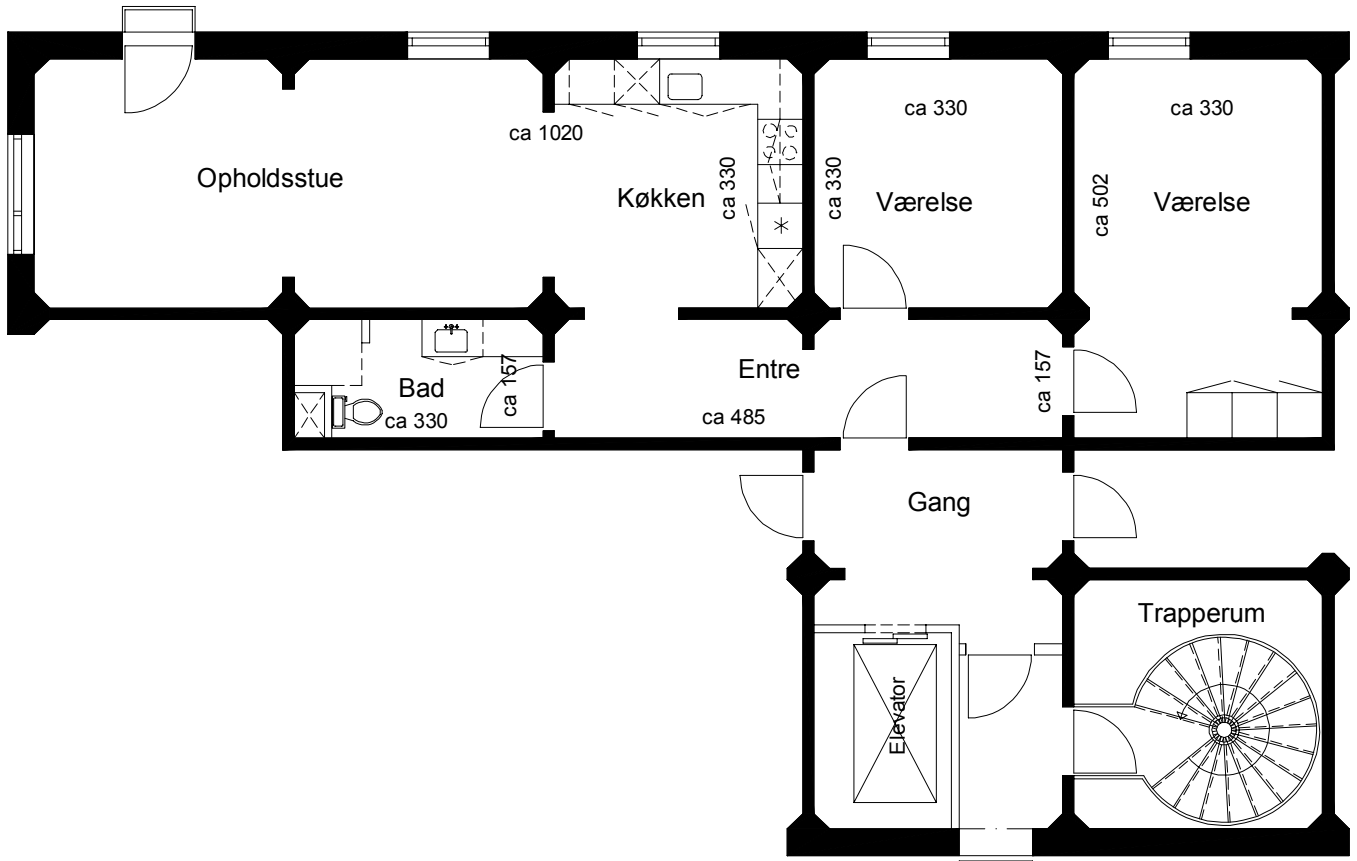 ca 330
ca 330
ca 1020
Opholdsstue
Køkken
ca 330
ca 330
Værelse
ca 502
Værelse
Bad
ca 330
ca 157
Entre
ca 485
ca 157
Gang
Trapperum
Elevator